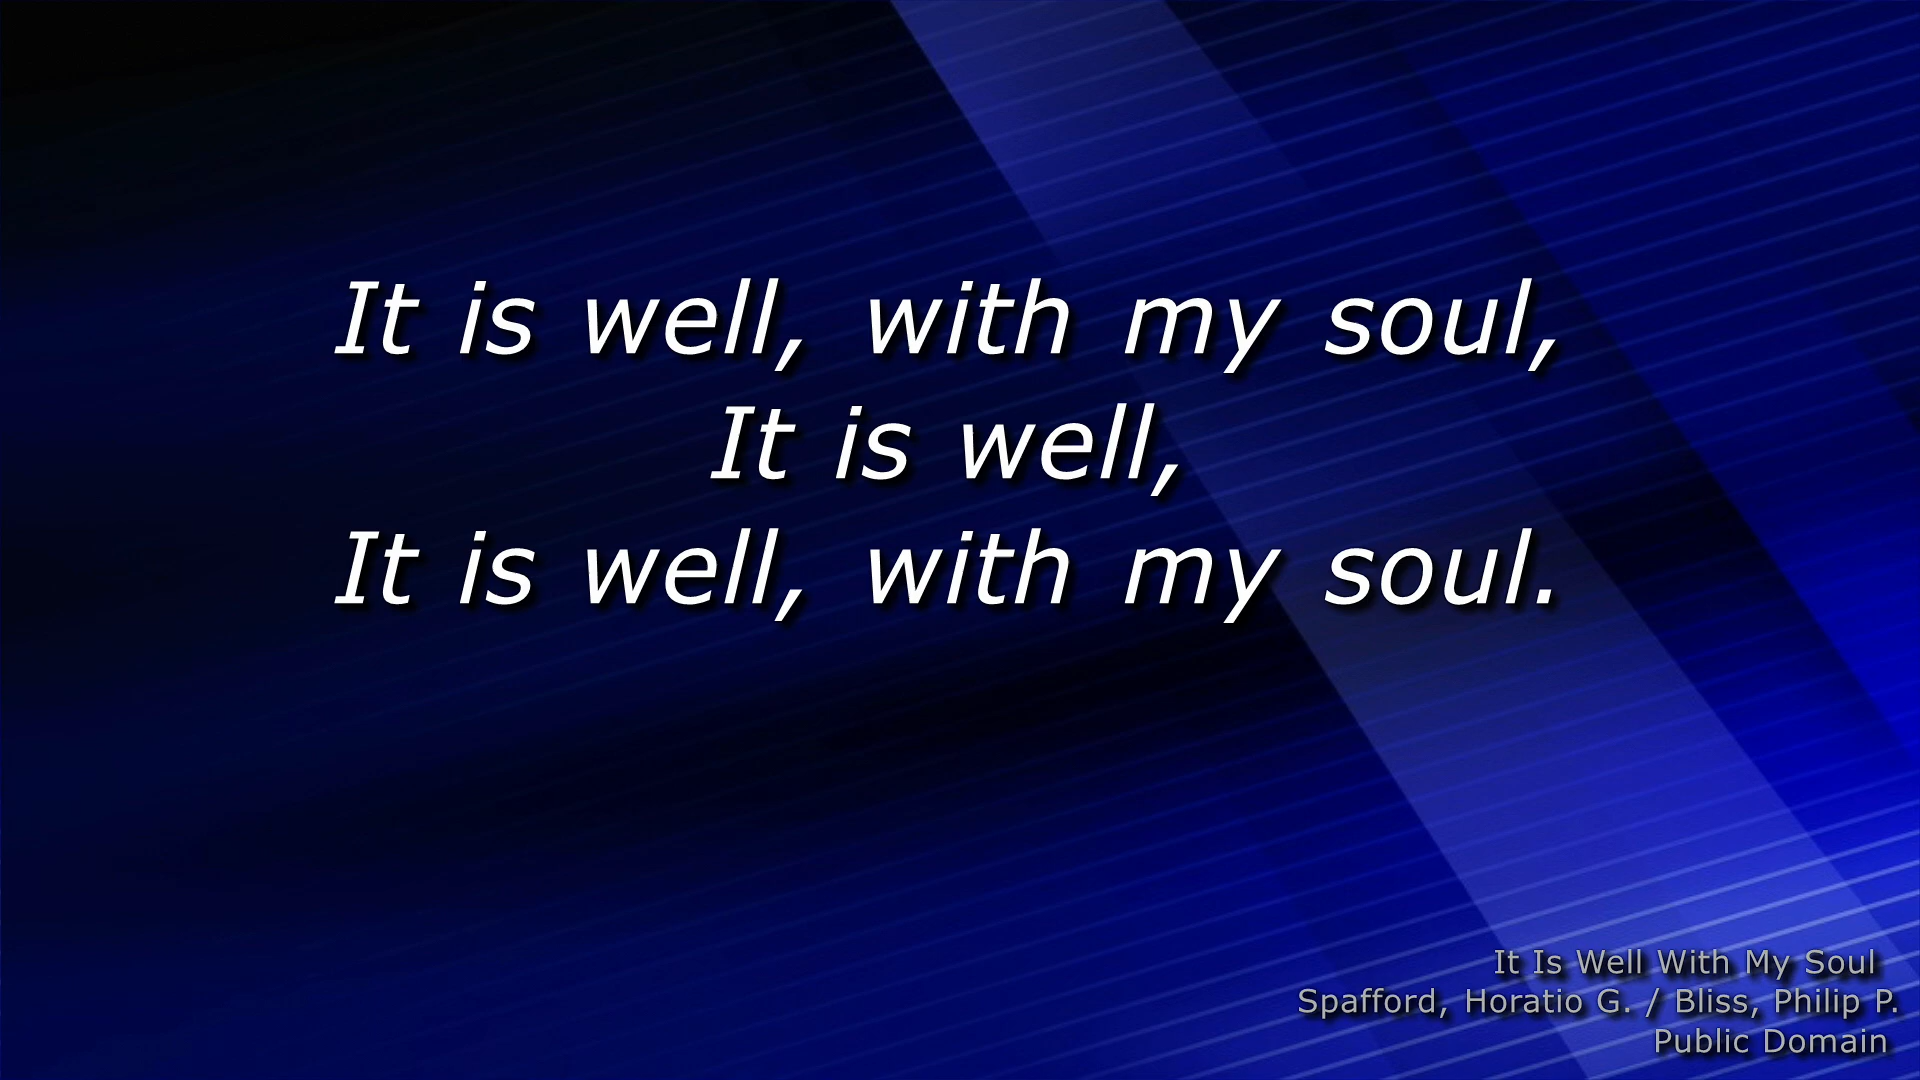 It is well, with my soul,
It is well,
It is well, with my soul.
It Is Well With My Soul
Spafford, Horatio G. / Bliss, Philip P.
Public Domain